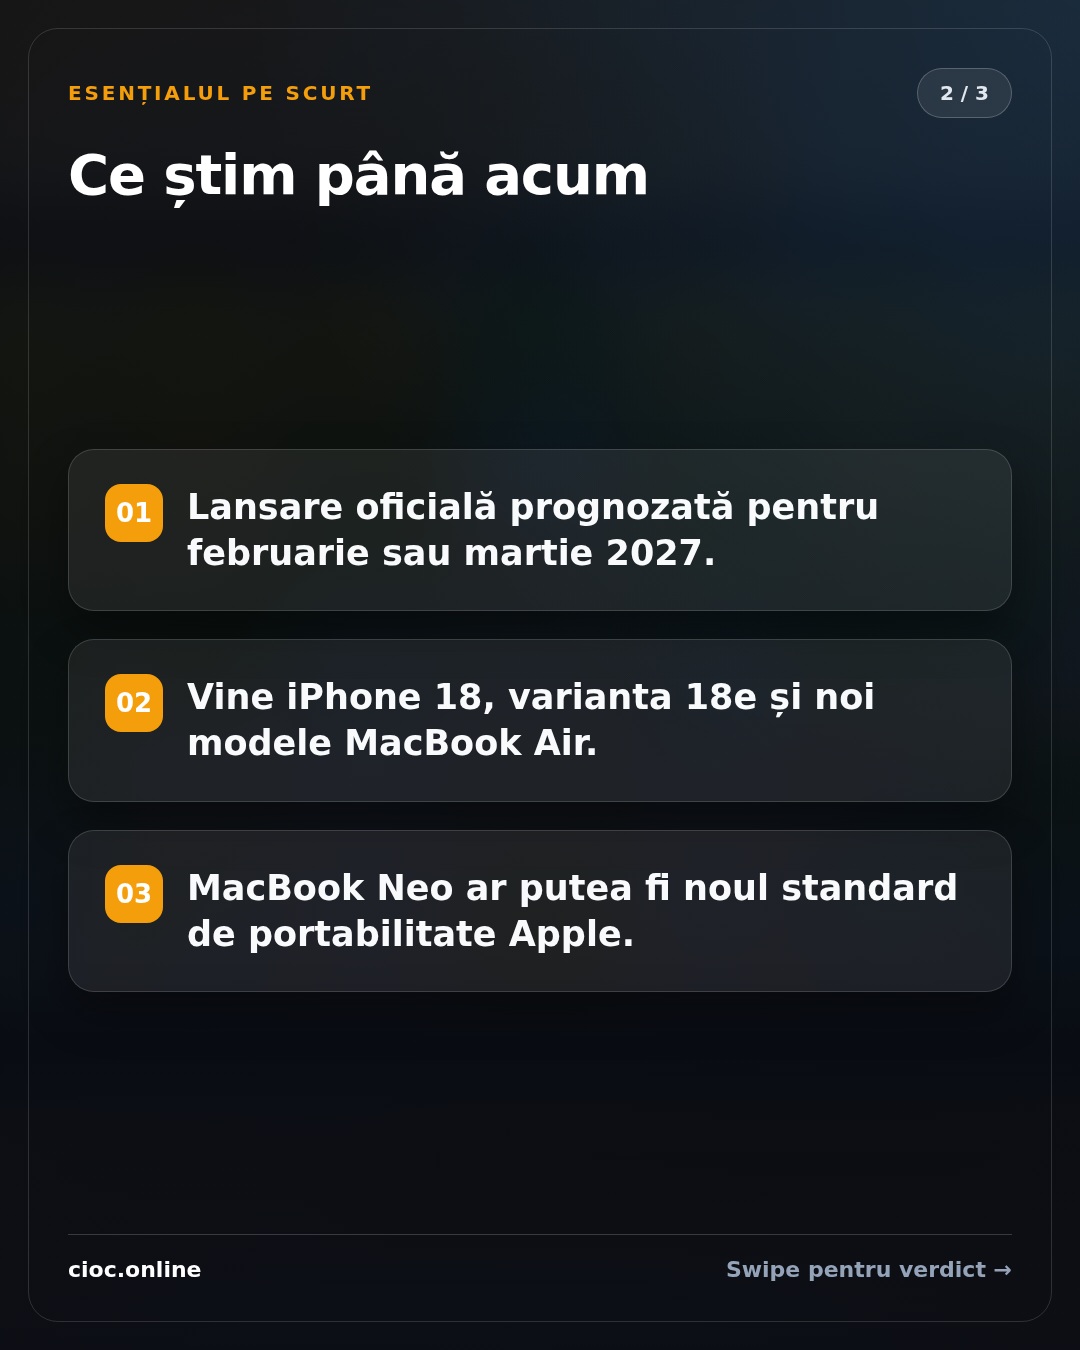 ESENȚIALUL PE SCURT
2 / 3
Ce știm până acum
01
Lansare oficială prognozată pentru
februarie sau martie 2027.
02
Vine iPhone 18, varianta 18e și noi
modele MacBook Air.
03
MacBook Neo ar putea fi noul standard
de portabilitate Apple.
cioc.online
Swipe pentru verdict →